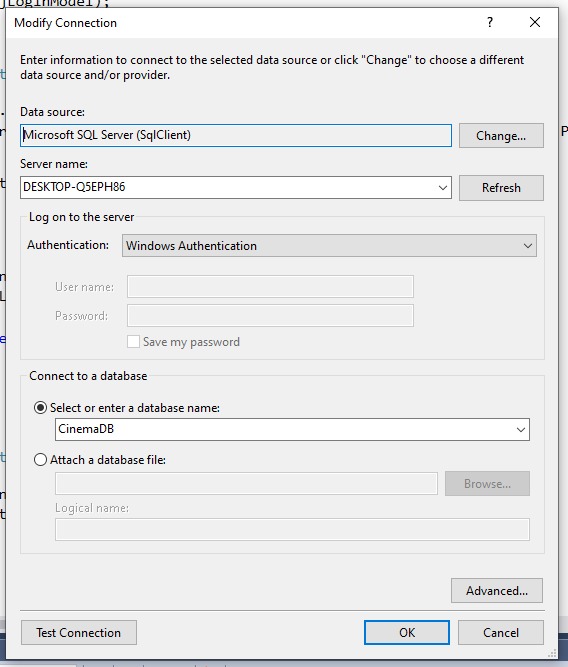 jLoginModel);
Modify Connection
?
Enter information to connect to the selected data source or click "Change" to choose a different
data source and/or provider.
Data source:
Microsoft SQL Server (SqlClient)
Change...
Server name:
DESKTOP-Q5EPH86
Refresh
Log on to the server
Authentication:
Windows Authentication
User name:
Password:
Save my password
Connect to a database
Select or enter a database name:
CinemaDB
Attach a database file:
Browse...
Logical name:
Advanced...
Test Connection
OK
Cancel